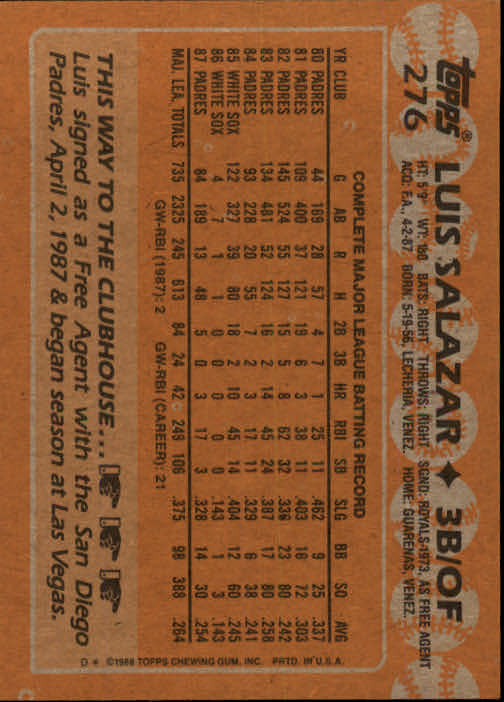 topps® LUIS SALAZAR ✦ 3B/OF
276 HT: 5'9" WT: 180 BATS: RIGHT THROWS: RIGHT SGND: ROYALS-1973, AS FREE AGENT
ACQ: F.A., 4-2-87 BORN: 5-19-56, LECHERIA, VENEZ. HOME: GUARENAS, VENEZ.
COMPLETE MAJOR LEAGUE BATTING RECORD
YR CLUB G AB R H 2B 3B HR RBI SB SLG BB SO AVG
80 PADRES 44 169 28 57 4 7 1 25 11 .462 9 25 .337
81 PADRES 109 400 37 121 19 6 3 38 11 .403 16 72 .303
82 PADRES 145 524 55 127 15 5 8 62 32 .336 23 80 .242
83 PADRES 134 481 52 124 16 2 14 45 24 .387 17 80 .258
84 PADRES 93 228 20 55 7 2 3 17 11 .329 6 38 .241
85 WHITE SOX 122 327 39 80 18 2 10 45 14 .404 12 60 .245
86 WHITE SOX 4 7 1 1 0 0 0 0 0 .143 1 3 .143
87 PADRES 84 189 13 48 5 0 3 17 3 .328 14 30 .254
MAJ. LEA. TOTALS 735 2325 245 613 84 24 42 249 106 .375 98 388 .264
GW-RBI (1987): 2 GW-RBI (CAREER): 21
THIS WAY TO THE CLUBHOUSE...
Luis signed as a Free Agent with the San Diego
Padres, April 2, 1987 & began season at Las Vegas.
D * ©1988 TOPPS CHEWING GUM, INC. PRTD. IN U.S.A.